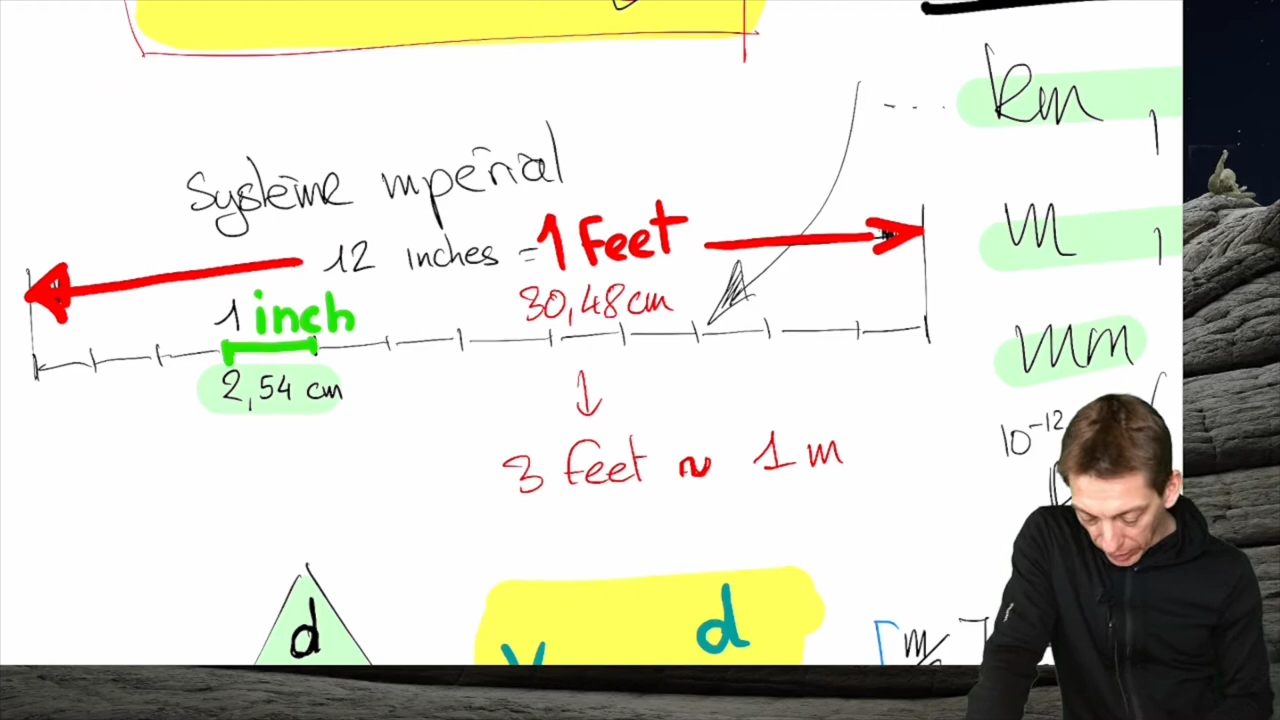 Système mpérial
12 inches = 1 Feet
30,48 cm
1 inch
2,54 cm
3 feet ~ 1 m
km
m
mm
10⁻¹²
d
d
[m/